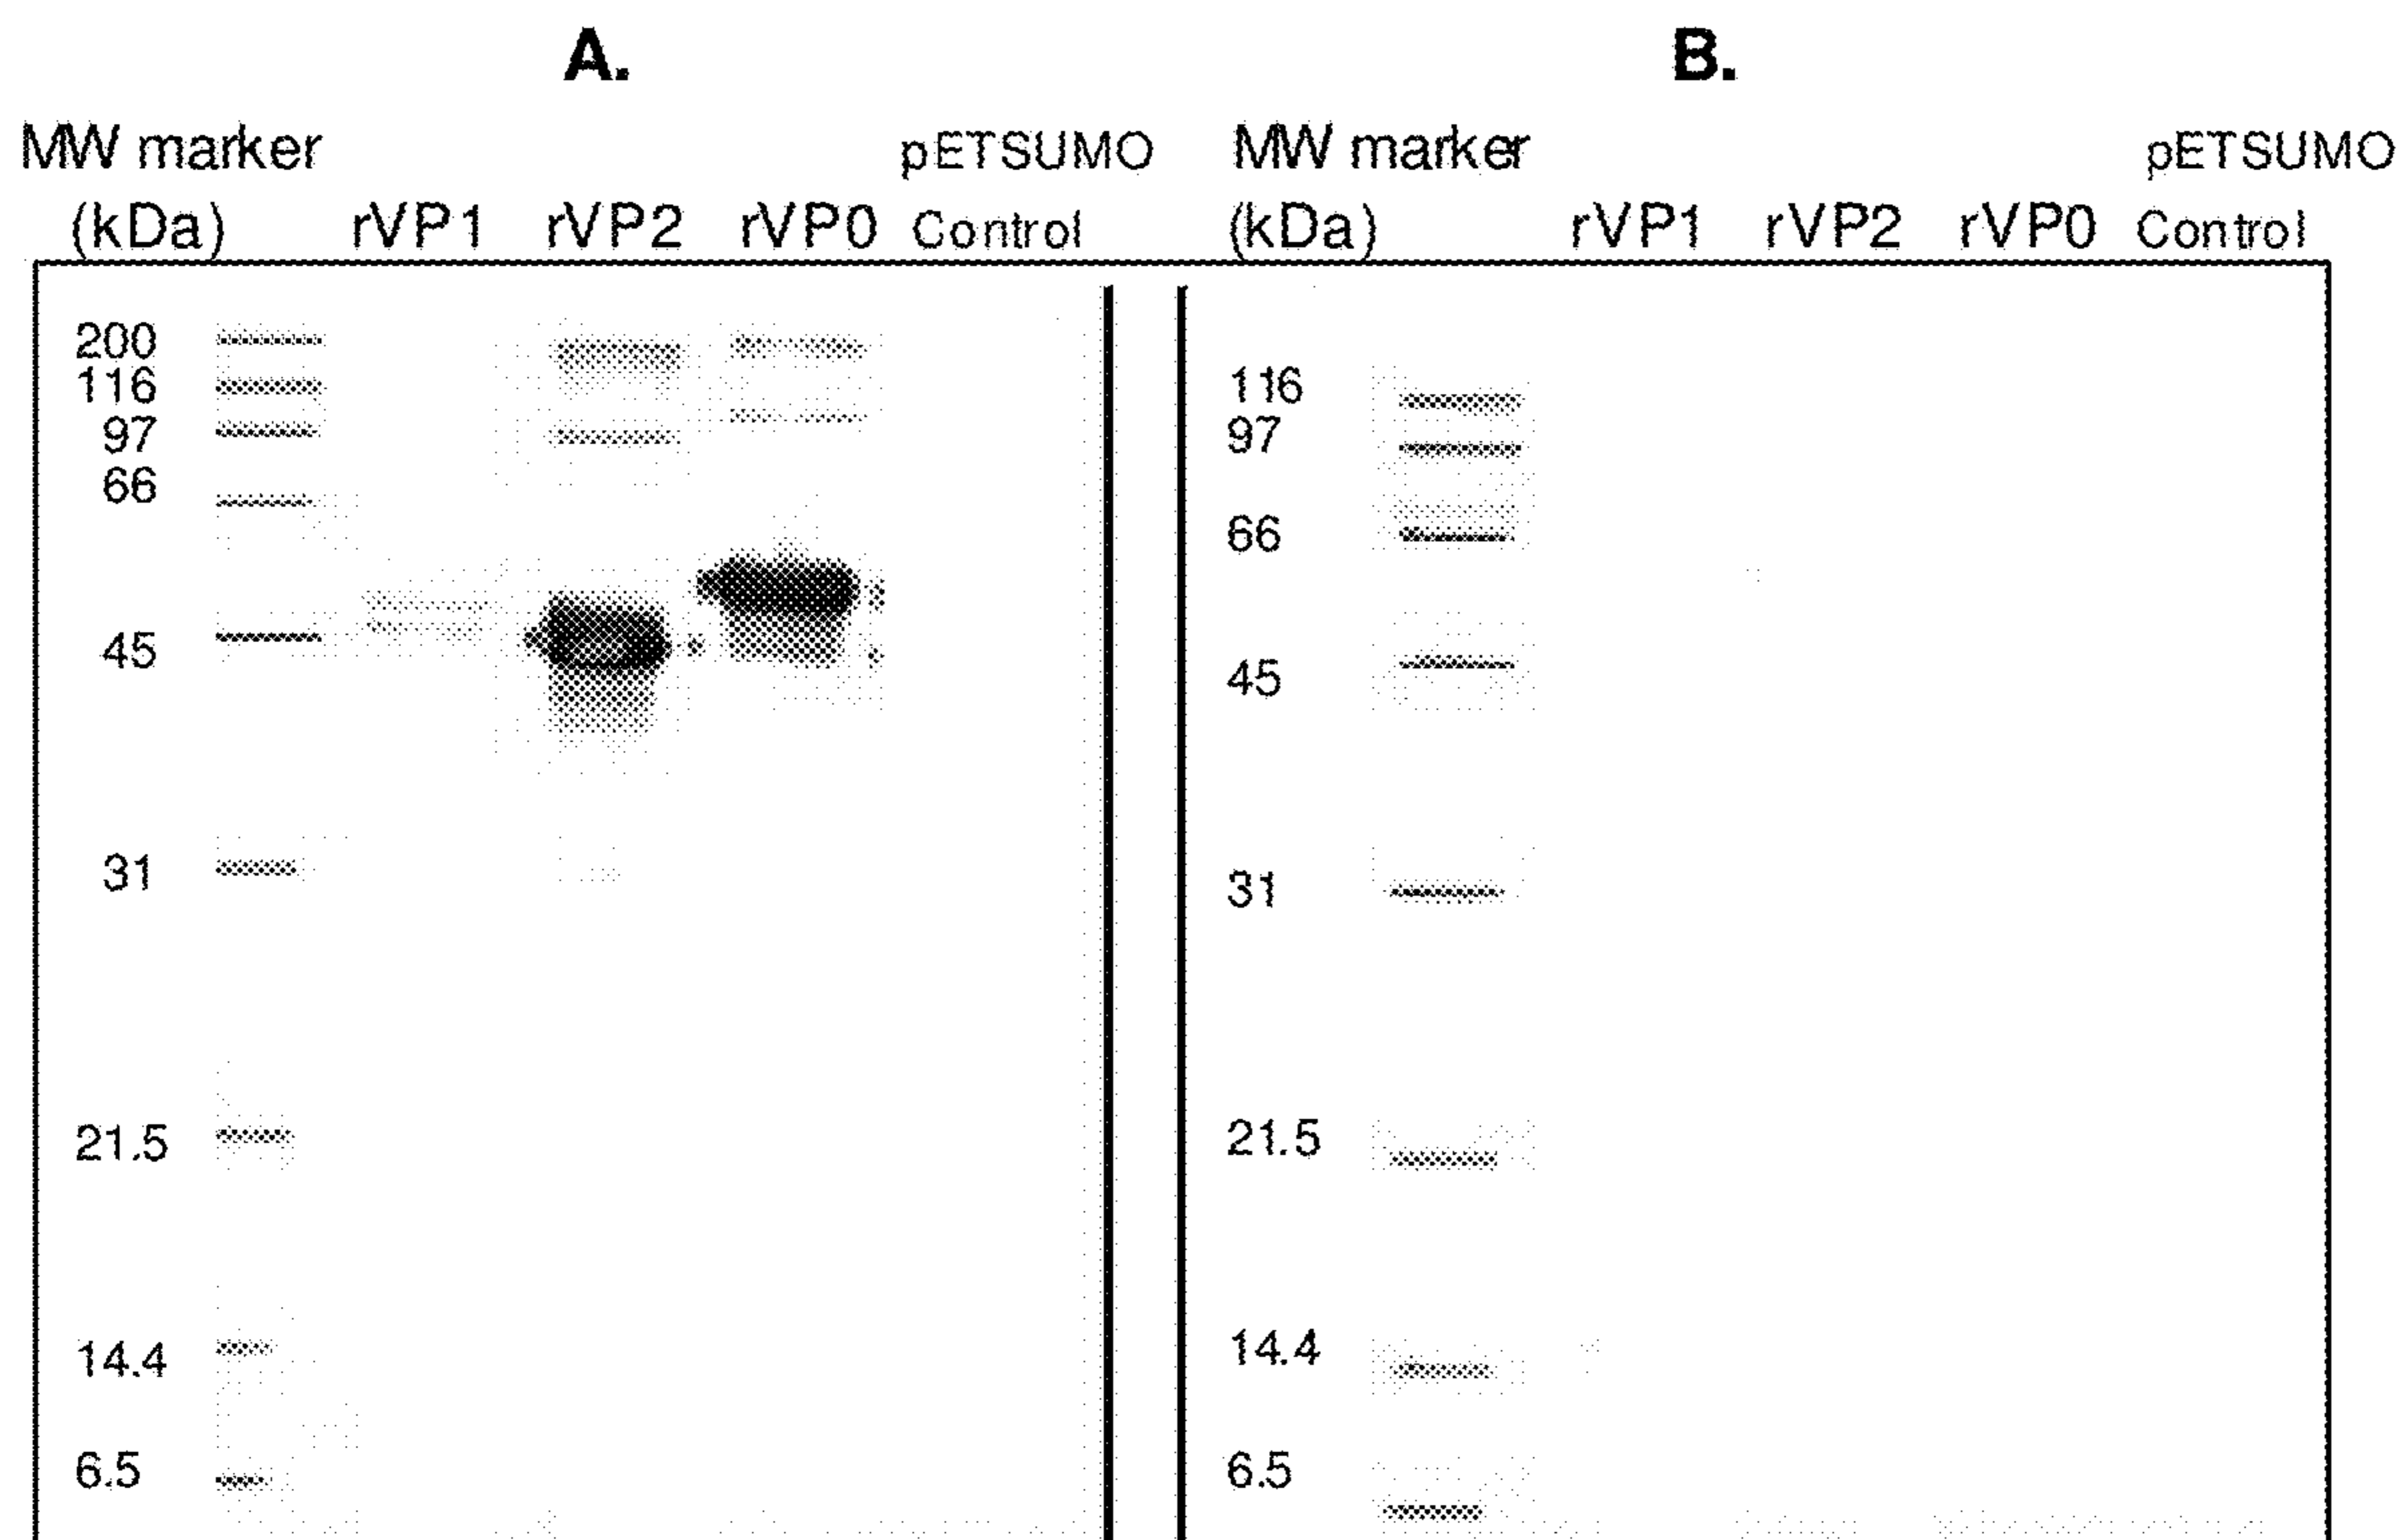 A.
B.
MW marker pETSUMO MW marker pETSUMO
(kDa) rVP1 rVP2 rVP0 Control (kDa) rVP1 rVP2 rVP0 Control
200
116 116
97 97
66 66
45 45
31 31
21.5 21.5
14.4 14.4
6.5 6.5